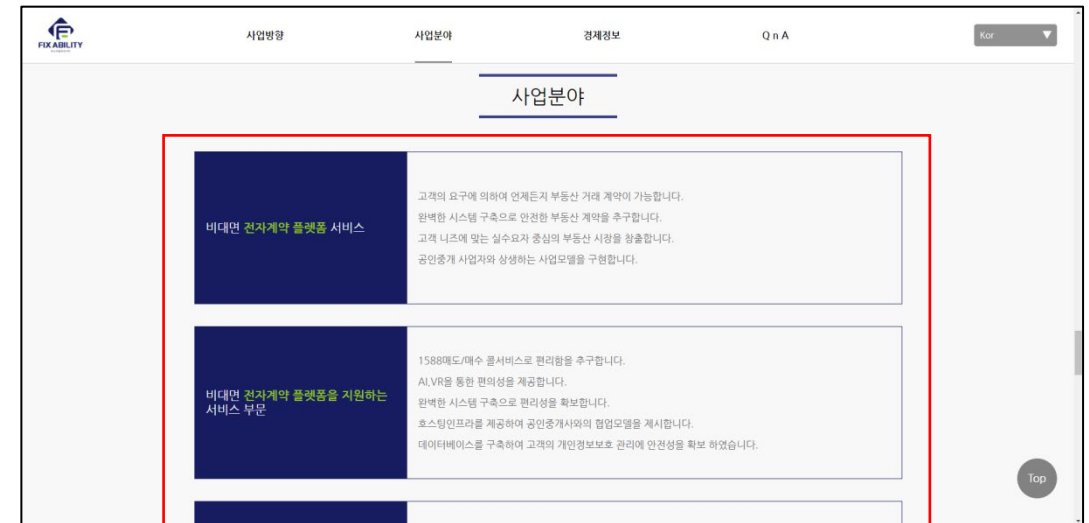 FIXABILITY
사업방향
사업분야
경제정보
Q n A
Kor
사업분야
비대면 전자계약 플랫폼 서비스
고객의 요구에 의하여 언제든지 부동산 거래 계약이 가능합니다.
완벽한 시스템 구축으로 안전한 부동산 계약을 추구합니다.
고객 니즈에 맞는 실수요자 중심의 부동산 시장을 창출합니다.
공인중개 사업자와 상생하는 사업모델을 구현합니다.
비대면 전자계약 플랫폼을 지원하는
서비스 부문
1588매도/매수 콜서비스로 편리함을 추구합니다.
AI,VR을 통한 편의성을 제공합니다.
완벽한 시스템 구축으로 편리성을 확보합니다.
호스팅인프라를 제공하여 공인중개사와의 협업모델을 제시합니다.
데이터베이스를 구축하여 고객의 개인정보보호 관리에 안전성을 확보 하였습니다.
Top